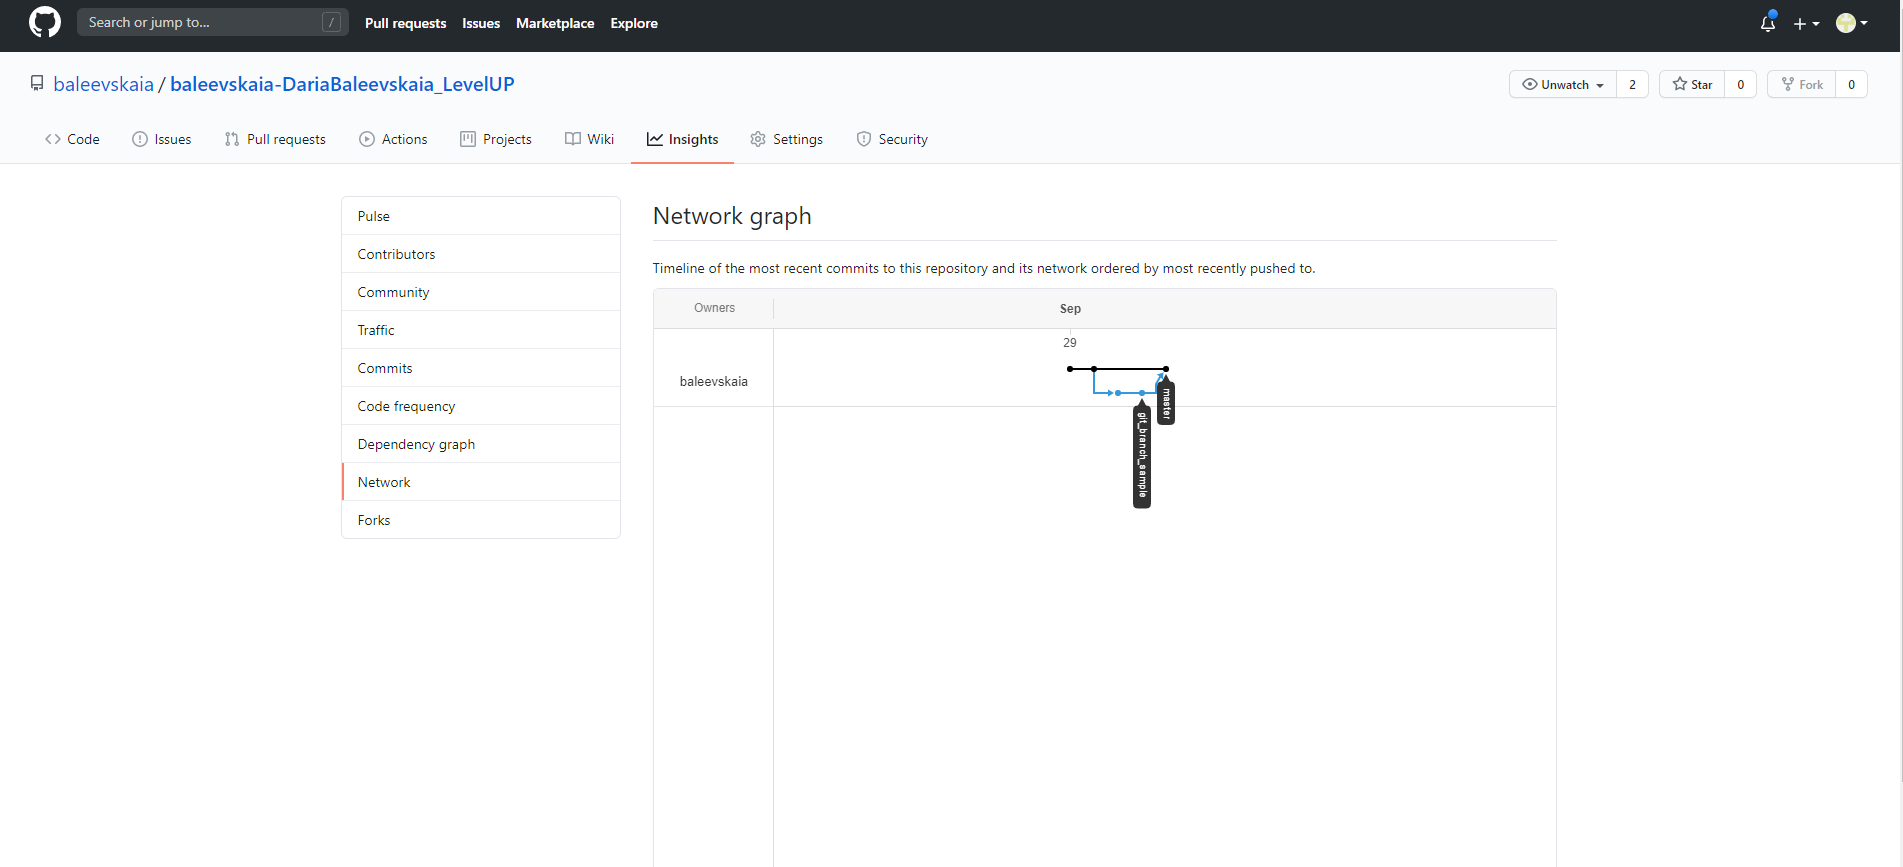 Search or jump to...
/
Pull requests Issues Marketplace Explore
baleevskaia / baleevskaia-DariaBaleevskaia_LevelUP
Unwatch 2
Star 0
Fork 0
Code Issues Pull requests Actions Projects Wiki Insights Settings Security
Pulse
Contributors
Community
Traffic
Commits
Code frequency
Dependency graph
Network
Forks
Network graph
Timeline of the most recent commits to this repository and its network ordered by most recently pushed to.
Owners
Sep
29
baleevskaia
master
git_branch_sample